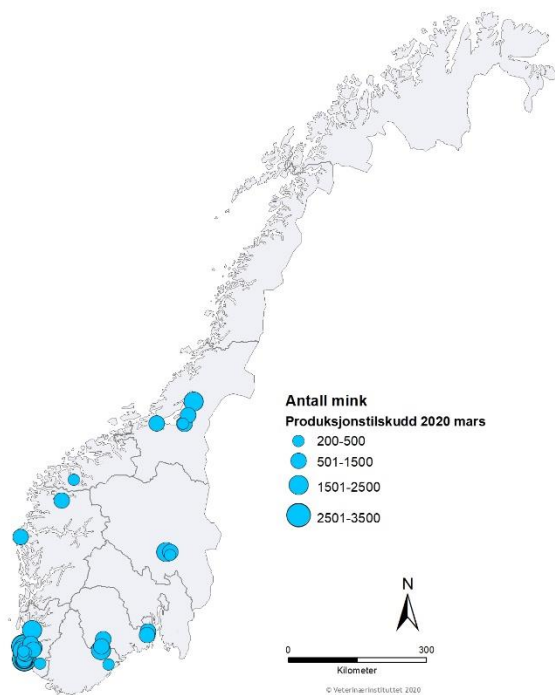 Antall mink
Produksjonstilskudd 2020 mars
200-500
501-1500
1501-2500
2501-3500
N
0 300
Kilometer
© Veterinærinstituttet 2020